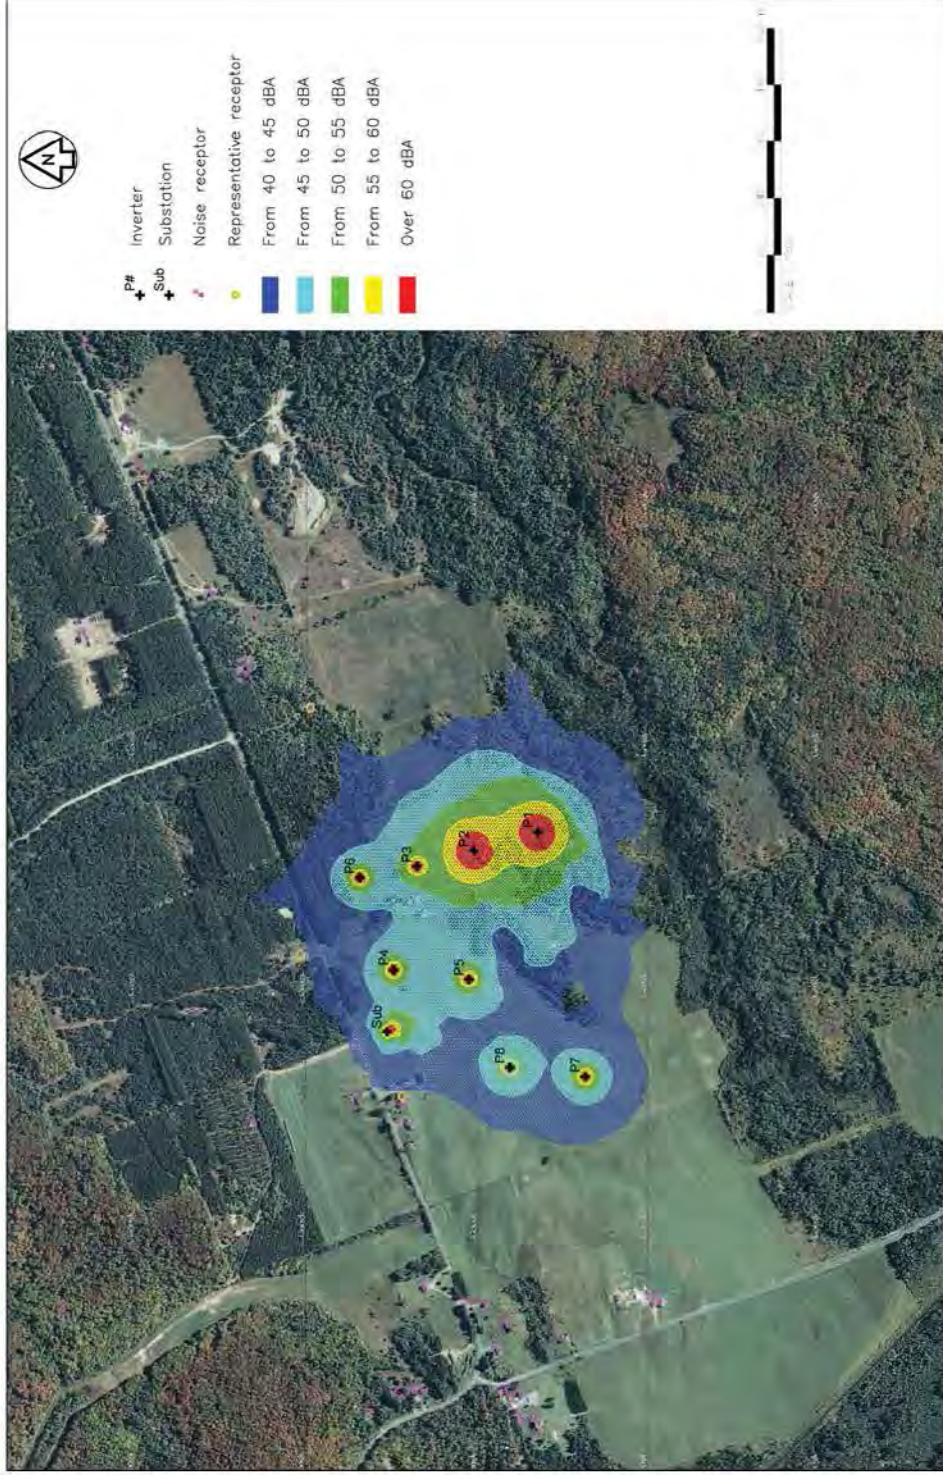 N
P# Inverter
Sub Substation
Noise receptor
Representative receptor
From 40 to 45 dBA
From 45 to 50 dBA
From 50 to 55 dBA
From 55 to 60 dBA
Over 60 dBA
P6
P3
P2
P1
P4
P5
Sub
P8
P7